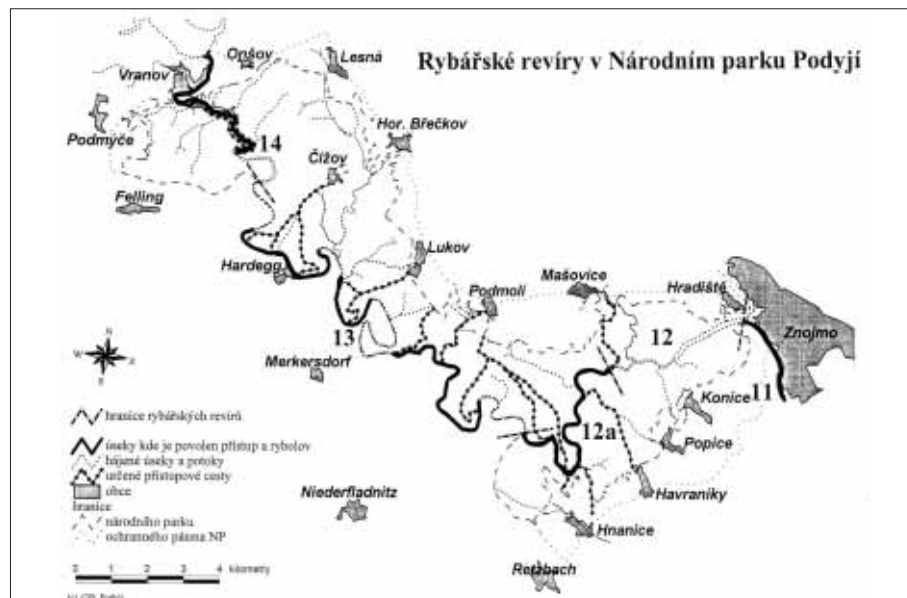 Rybářské revíry v Národním parku Podyjí
Onšov
Lesná
Vranov
Podmýče
Hor. Břečkov
14
Čížov
Felling
Lukov
Hardegg
Mašovice
Hradiště
Podmolí
Znojmo
12
13
Merkersdorf
Konice
11
12a
Popice
Havraníky
Niederfladnitz
Hnanice
Retzbach
N
W
E
S
hranice rybářských revírů
úseky kde je povolen přístup a rybolov
hájené úseky a potoky
určené přístupové cesty
obce
hranice
národního parku
ochranného pásma NP
0 1 2 3 4 kilometry